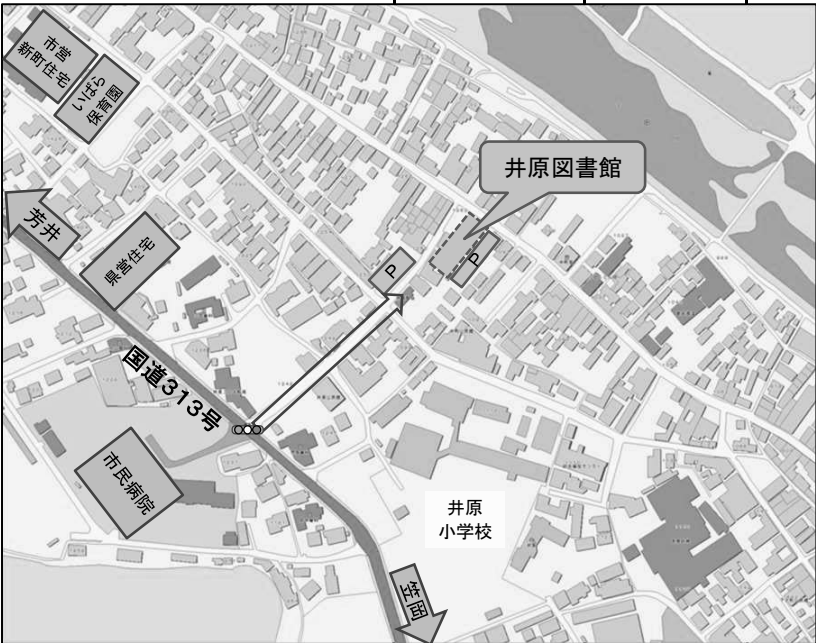 市営
新町住宅
いばら
保育園
井原図書館
芳井
県営住宅
P
P
国道313号
市民病院
井原
小学校
笠岡